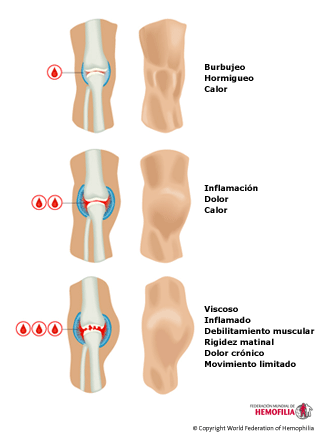 Burbujeo
Hormigueo
Calor
Inflamación
Dolor
Calor
Viscoso
Inflamado
Debilitamiento muscular
Rigidez matinal
Dolor crónico
Movimiento limitado
FEDERACIÓN MUNDIAL DE
HEMOFILIA
© Copyright World Federation of Hemophilia